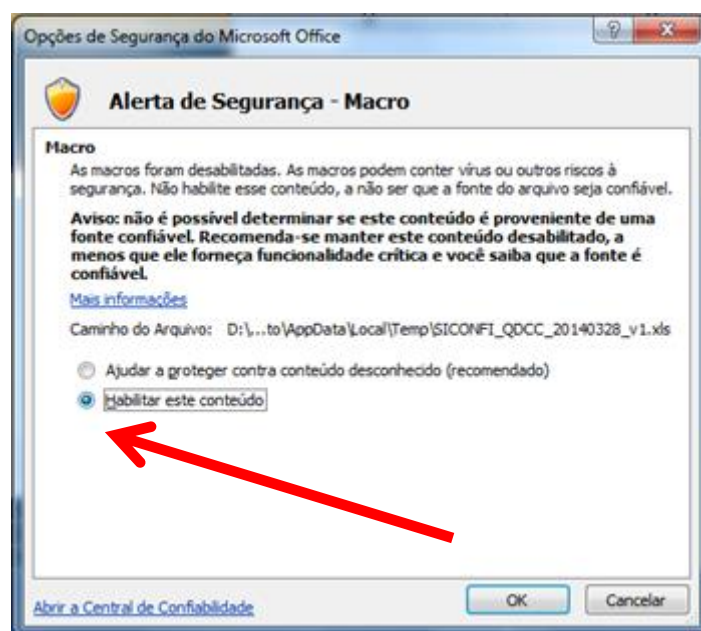 Opções de Segurança do Microsoft Office
Alerta de Segurança - Macro
Macro
As macros foram desabilitadas. As macros podem conter vírus ou outros riscos à
segurança. Não habilite esse conteúdo, a não ser que a fonte do arquivo seja confiável.
Aviso: não é possível determinar se este conteúdo é proveniente de uma
fonte confiável. Recomenda-se manter este conteúdo desabilitado, a
menos que ele forneça funcionalidade crítica e você saiba que a fonte é
confiável.
Mais informações
Caminho do Arquivo: D:\...to\AppData\Local\Temp\SICONFI_QDCC_20140328_v1.xls
Ajudar a proteger contra conteúdo desconhecido (recomendado)
Habilitar este conteúdo
Abrir a Central de Confiabilidade
OK
Cancelar